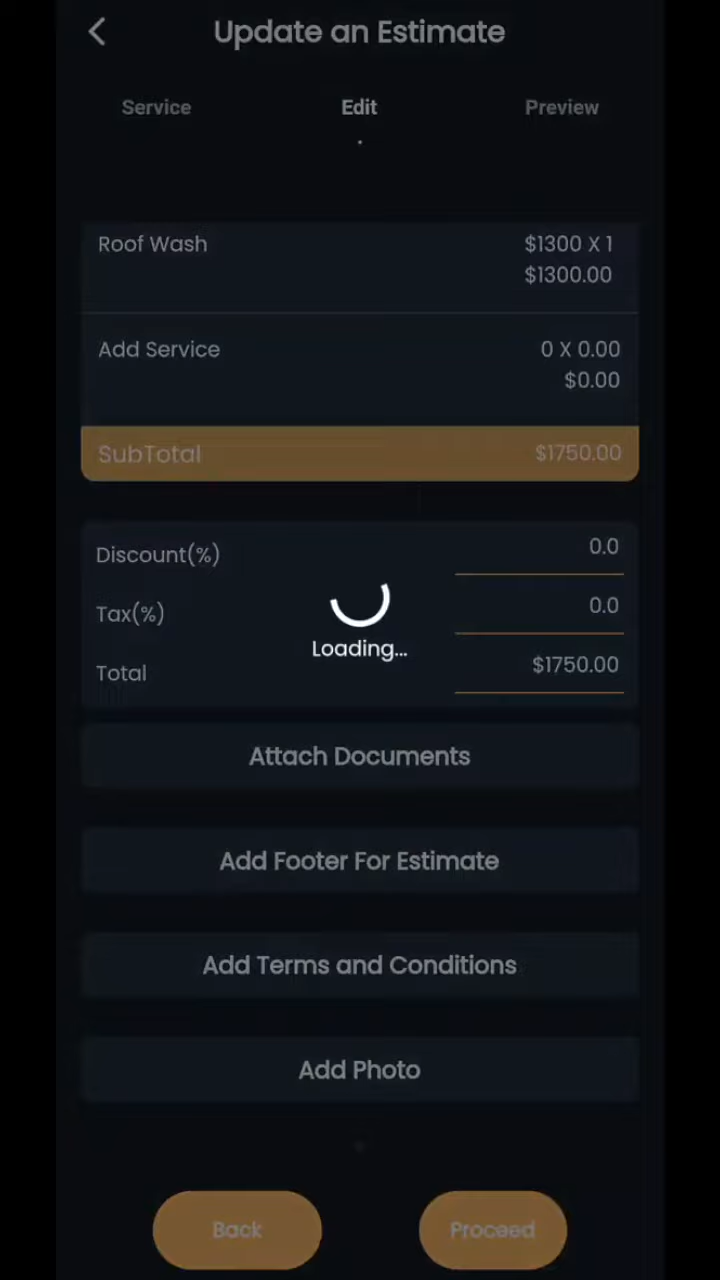 Update an Estimate
Service Edit Preview
Roof Wash $1300 X 1
$1300.00
Add Service 0 X 0.00
$0.00
SubTotal $1750.00
Discount(%) 0.0
Tax(%) 0.0
Loading...
Total $1750.00
Attach Documents
Add Footer For Estimate
Add Terms and Conditions
Add Photo
Back Proceed